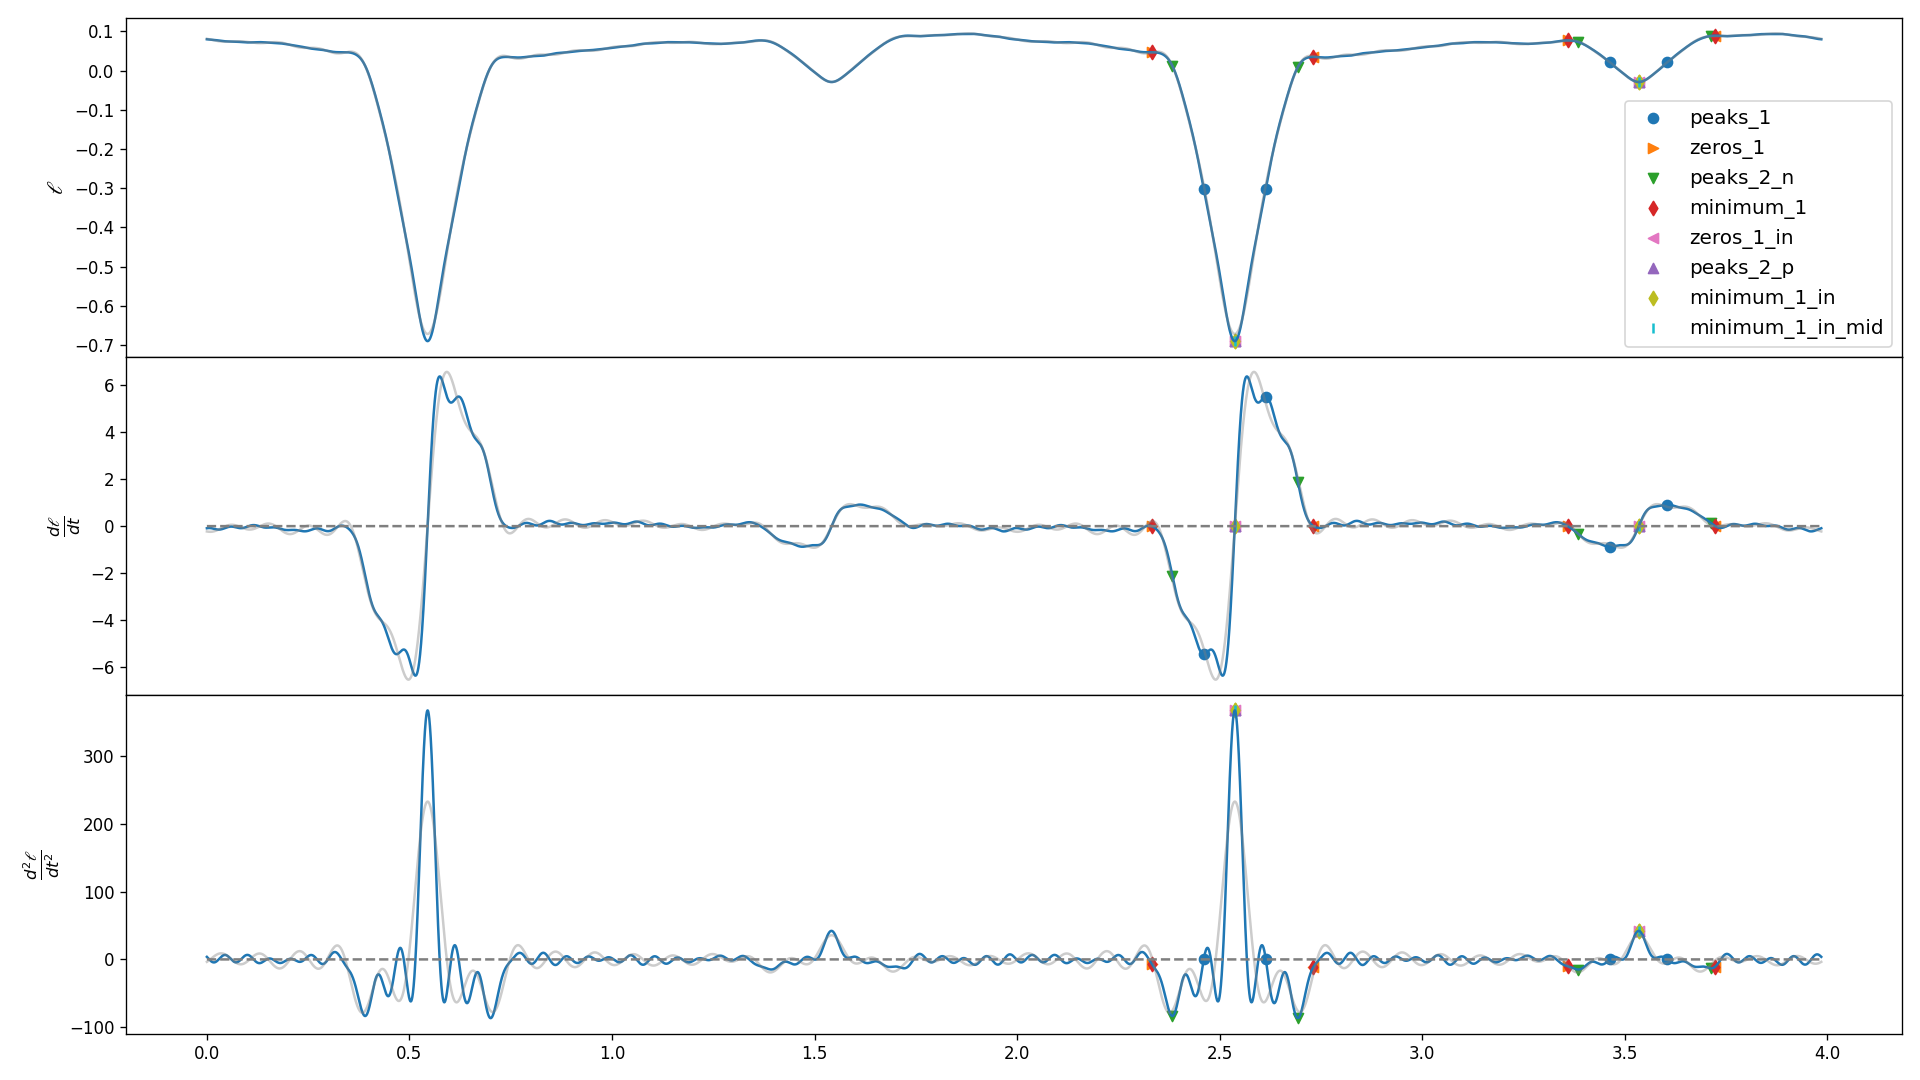 0.1
0.0
−0.1
−0.2
−0.3
−0.4
−0.5
−0.6
−0.7
ℓ
peaks_1
zeros_1
peaks_2_n
minimum_1
zeros_1_in
peaks_2_p
minimum_1_in
minimum_1_in_mid
6
4
2
0
−2
−4
−6
dℓ
dt
300
200
100
0
−100
d²ℓ
dt²
0.0 0.5 1.0 1.5 2.0 2.5 3.0 3.5 4.0